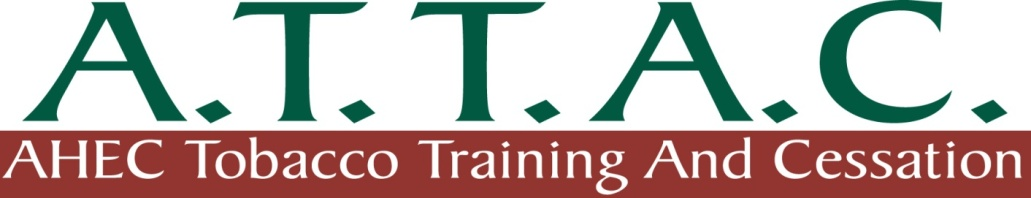 A.T.T.A.C.
AHEC Tobacco Training And Cessation